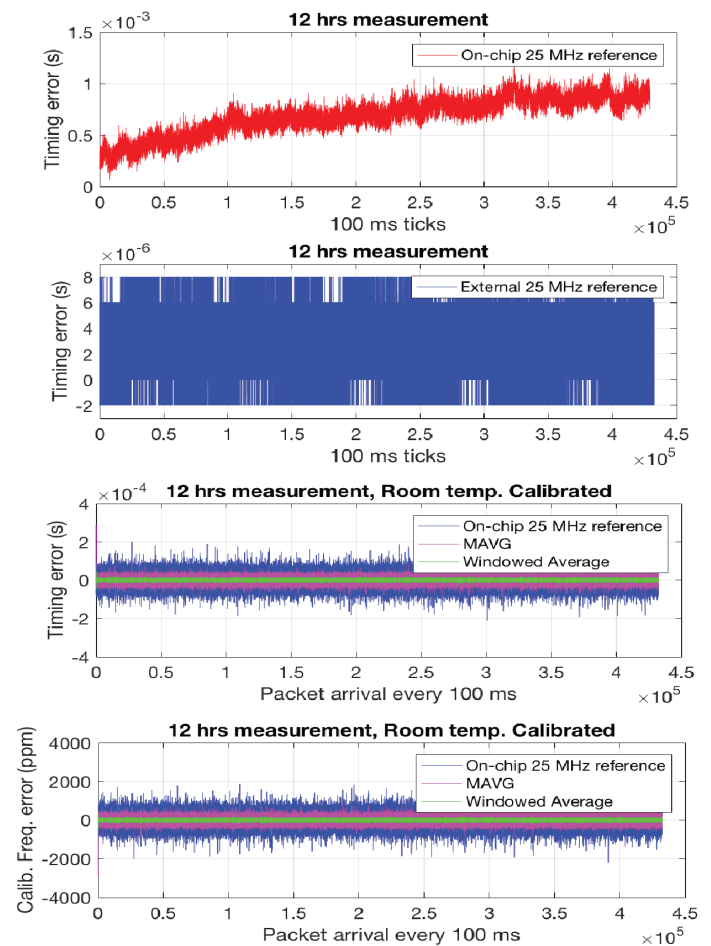 ×10⁻³
12 hrs measurement
On-chip 25 MHz reference
Timing error (s)
1.5
1
0.5
0
0 0.5 1 1.5 2 2.5 3 3.5 4 4.5
100 ms ticks
×10⁵
×10⁻⁶
12 hrs measurement
External 25 MHz reference
Timing error (s)
8
6
4
2
0
-2
0 0.5 1 1.5 2 2.5 3 3.5 4 4.5
100 ms ticks
×10⁵
12 hrs measurement, Room temp. Calibrated
×10⁻⁴
On-chip 25 MHz reference
MAVG
Windowed Average
Timing error (s)
4
2
0
-2
-4
0 0.5 1 1.5 2 2.5 3 3.5 4 4.5
Packet arrival every 100 ms
×10⁵
12 hrs measurement, Room temp. Calibrated
On-chip 25 MHz reference
MAVG
Windowed Average
Calib. Freq. error (ppm)
4000
2000
0
-2000
-4000
0 0.5 1 1.5 2 2.5 3 3.5 4 4.5
Packet arrival every 100 ms
×10⁵